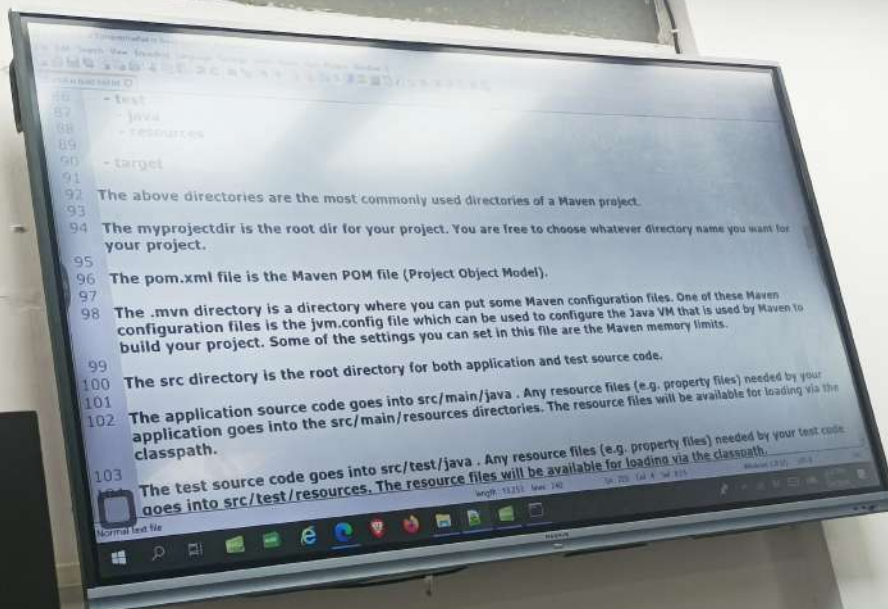 86 - test
87 - java
88 - resources
89
90 - target
91
92 The above directories are the most commonly used directories of a Maven project.
93
94 The myprojectdir is the root dir for your project. You are free to choose whatever directory name you want for
your project.
95
96 The pom.xml file is the Maven POM file (Project Object Model).
97
98 The .mvn directory is a directory where you can put some Maven configuration files. One of these Maven
configuration files is the jvm.config file which can be used to configure the Java VM that is used by Maven to
build your project. Some of the settings you can set in this file are the Maven memory limits.
99
100 The src directory is the root directory for both application and test source code.
101
102 The application source code goes into src/main/java . Any resource files (e.g. property files) needed by your
application goes into the src/main/resources directories. The resource files will be available for loading via the
classpath.
103
The test source code goes into src/test/java . Any resource files (e.g. property files) needed by your test code
goes into src/test/resources. The resource files will be available for loading via the classpath.
Normal text file